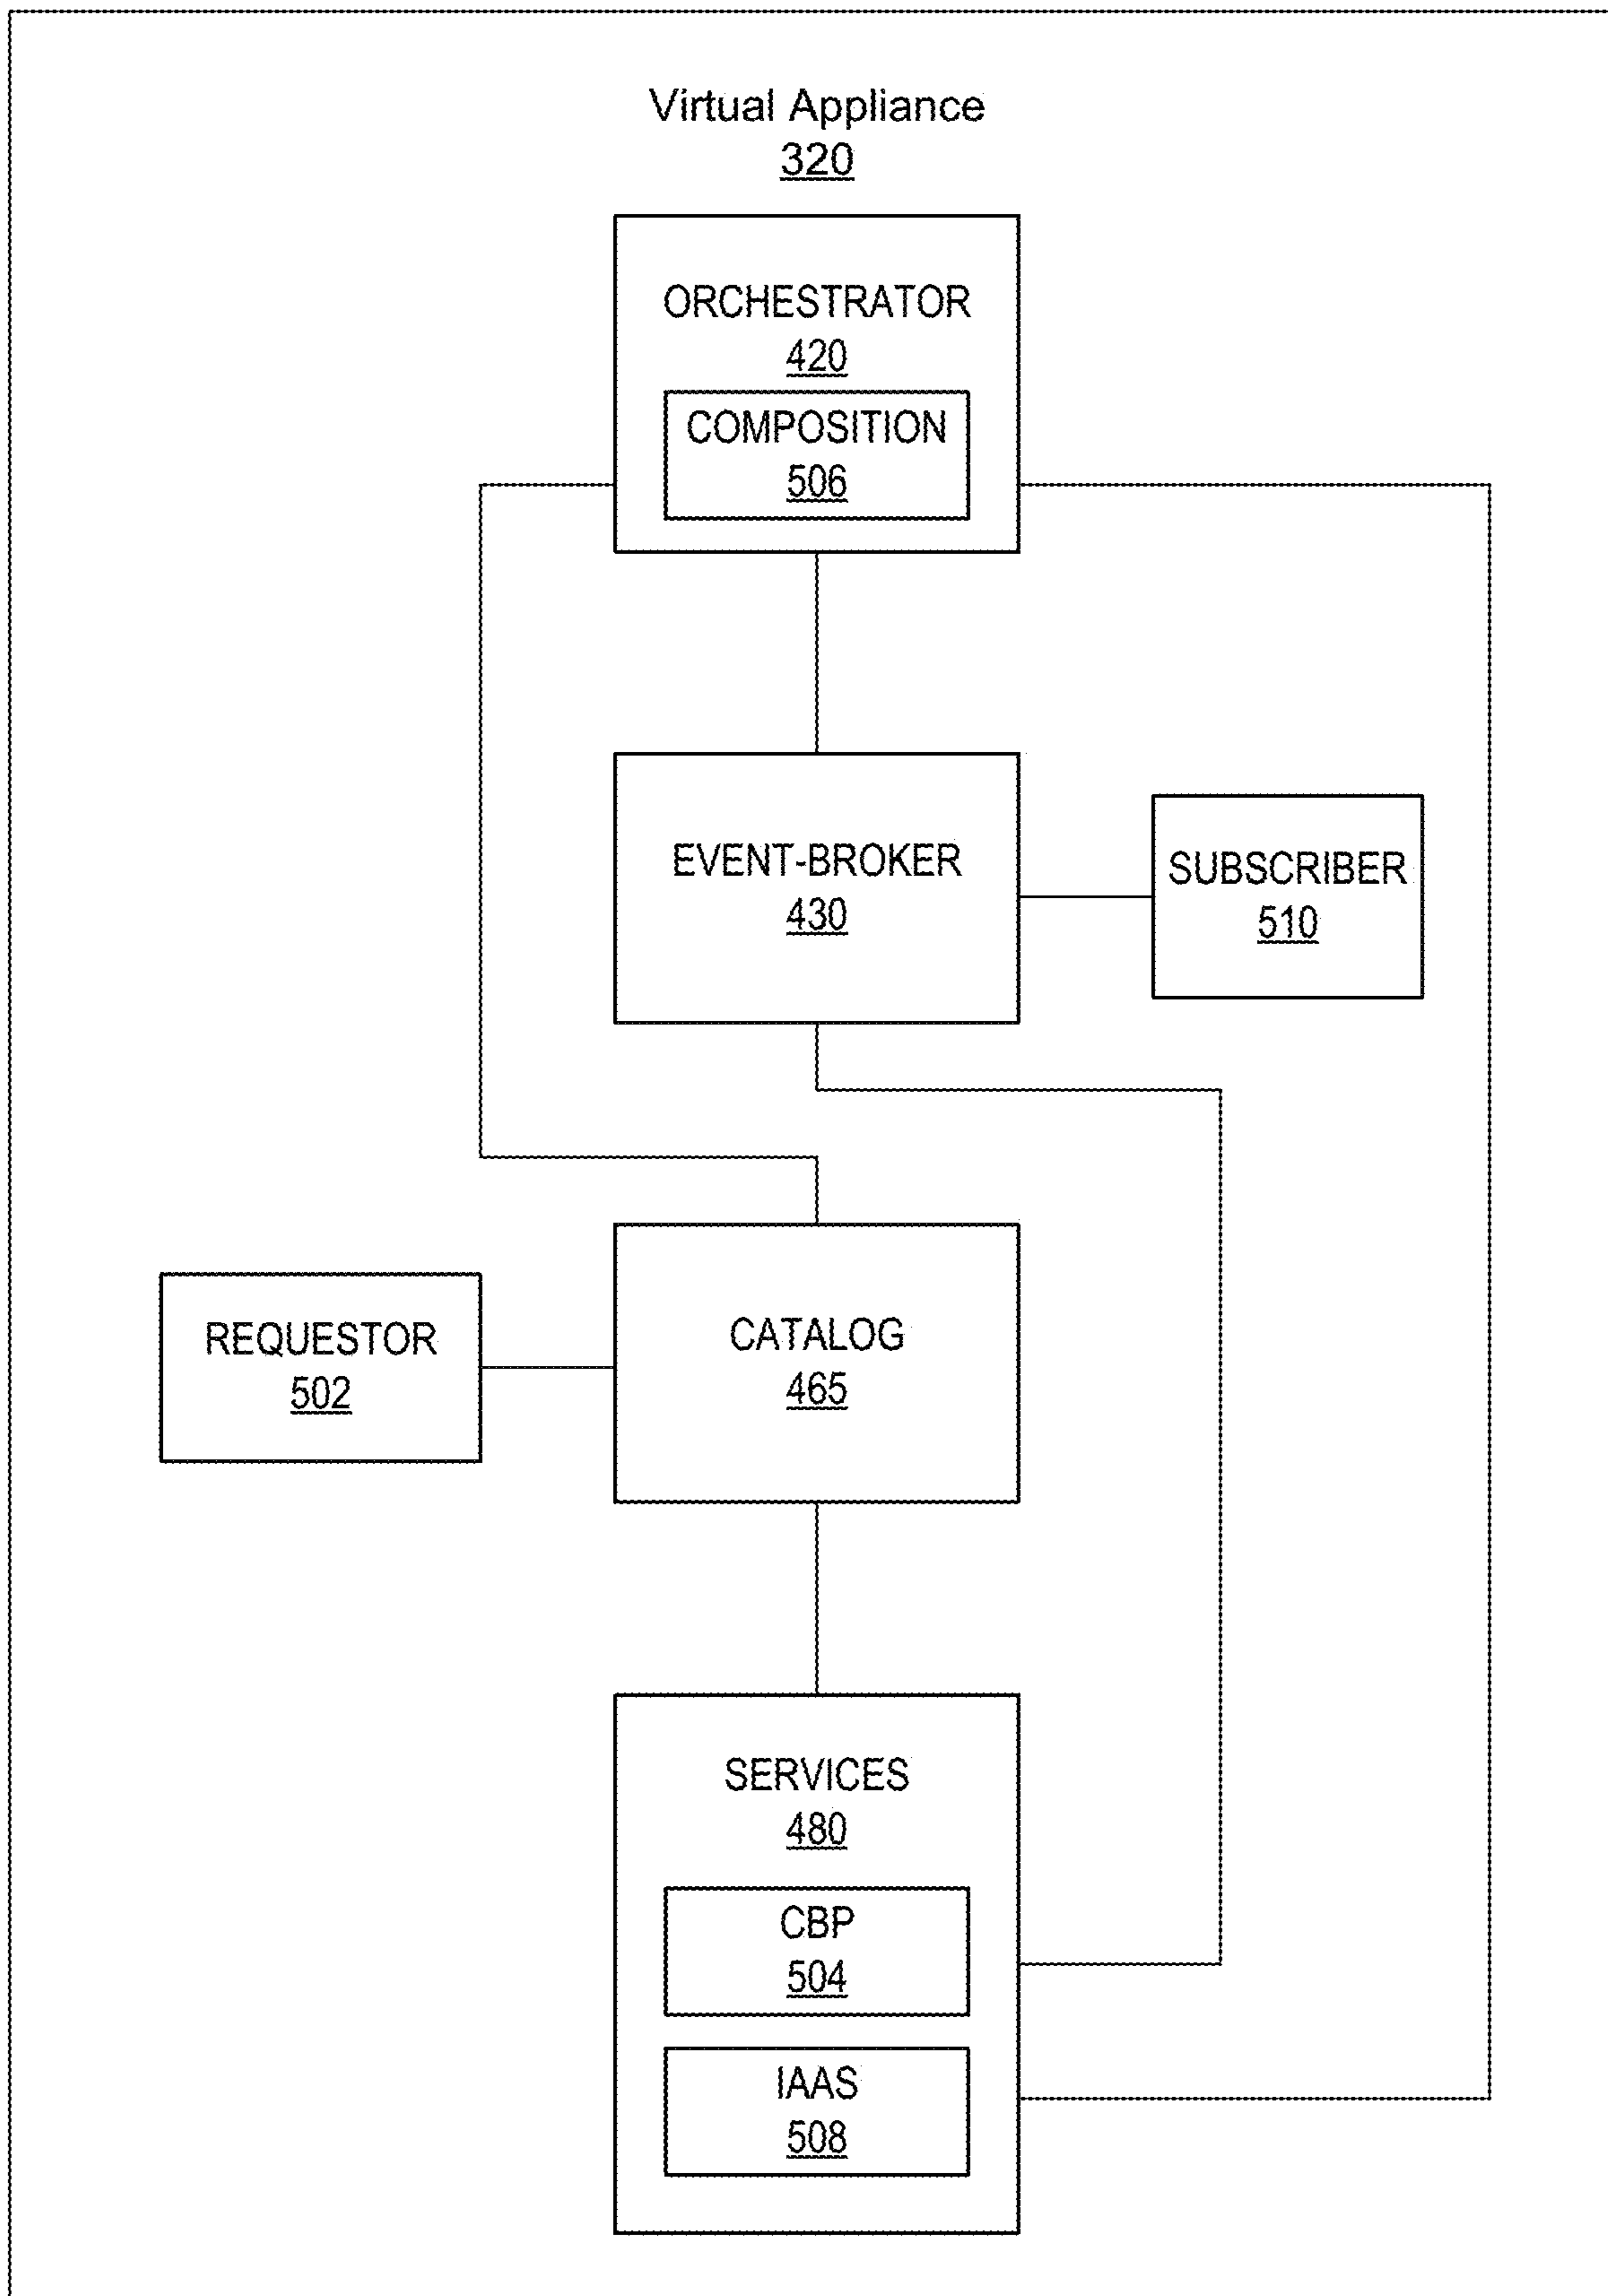 Virtual Appliance
320
ORCHESTRATOR
420
COMPOSITION
506
EVENT-BROKER
430
SUBSCRIBER
510
REQUESTOR
502
CATALOG
465
SERVICES
480
CBP
504
IAAS
508